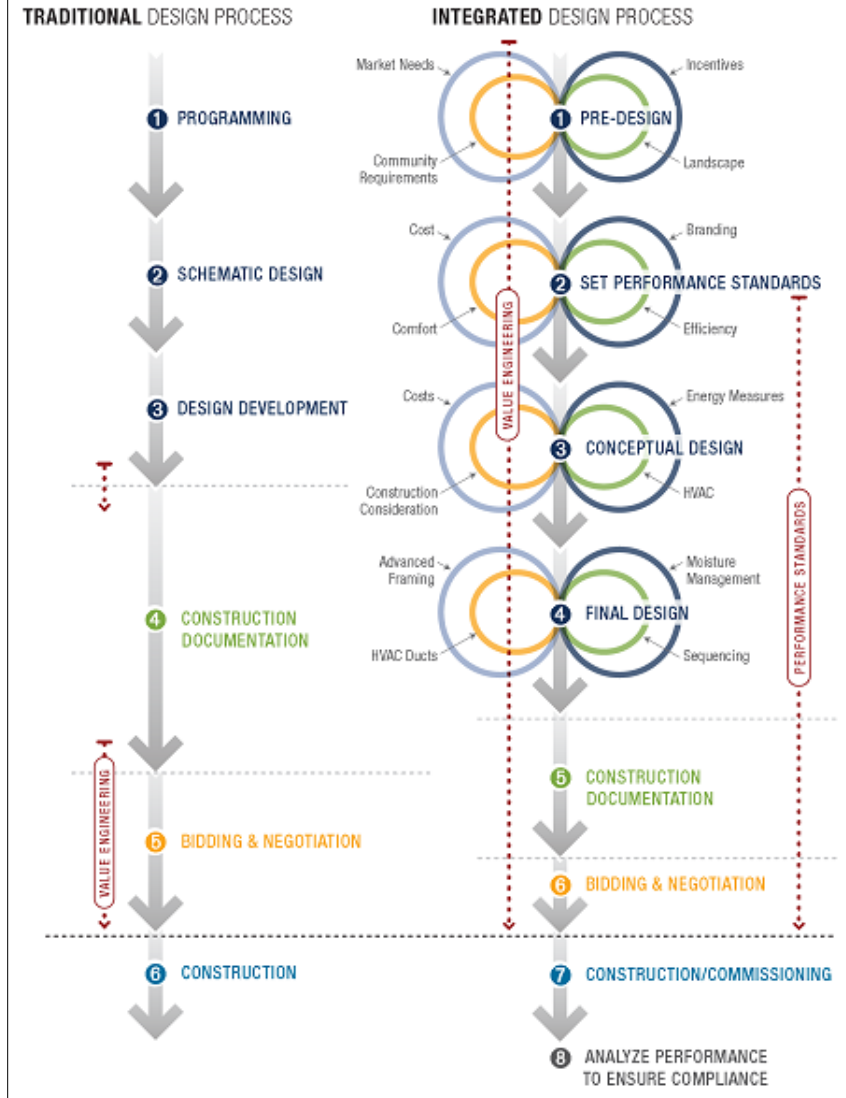 TRADITIONAL DESIGN PROCESS
1 PROGRAMMING
2 SCHEMATIC DESIGN
3 DESIGN DEVELOPMENT
4 CONSTRUCTION
DOCUMENTATION
VALUE ENGINEERING
5 BIDDING & NEGOTIATION
6 CONSTRUCTION
INTEGRATED DESIGN PROCESS
Market Needs
Incentives
1 PRE-DESIGN
Community
Requirements
Landscape
Cost
Branding
2 SET PERFORMANCE STANDARDS
Comfort
Efficiency
VALUE ENGINEERING
Costs
Energy Measures
3 CONCEPTUAL DESIGN
Construction
Consideration
HVAC
Advanced
Framing
Moisture
Management
4 FINAL DESIGN
HVAC Ducts
Sequencing
PERFORMANCE STANDARDS
5 CONSTRUCTION
DOCUMENTATION
6 BIDDING & NEGOTIATION
7 CONSTRUCTION/COMMISSIONING
8 ANALYZE PERFORMANCE
TO ENSURE COMPLIANCE